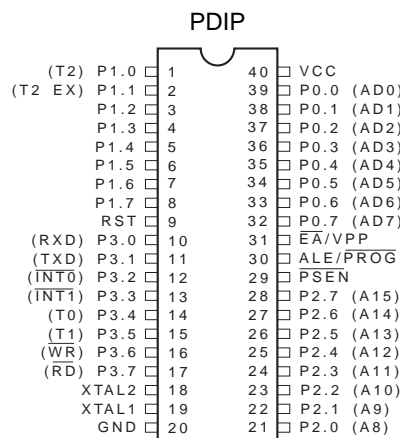 PDIP
(T2) P1.0 1 40 VCC
(T2 EX) P1.1 2 39 P0.0 (AD0)
P1.2 3 38 P0.1 (AD1)
P1.3 4 37 P0.2 (AD2)
P1.4 5 36 P0.3 (AD3)
P1.5 6 35 P0.4 (AD4)
P1.6 7 34 P0.5 (AD5)
P1.7 8 33 P0.6 (AD6)
RST 9 32 P0.7 (AD7)
(RXD) P3.0 10 31 E̅A̅/VPP
(TXD) P3.1 11 30 ALE/P̅R̅O̅G̅
(I̅N̅T̅0̅) P3.2 12 29 P̅S̅E̅N̅
(I̅N̅T̅1̅) P3.3 13 28 P2.7 (A15)
(T0) P3.4 14 27 P2.6 (A14)
(T1) P3.5 15 26 P2.5 (A13)
(W̅R̅) P3.6 16 25 P2.4 (A12)
(R̅D̅) P3.7 17 24 P2.3 (A11)
XTAL2 18 23 P2.2 (A10)
XTAL1 19 22 P2.1 (A9)
GND 20 21 P2.0 (A8)